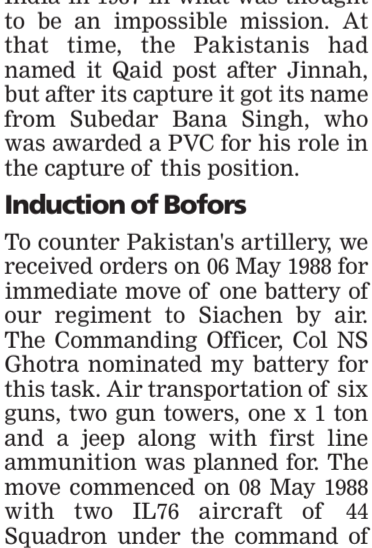 India in 1987 in what was thought
to be an impossible mission. At
that time, the Pakistanis had
named it Qaid post after Jinnah,
but after its capture it got its name
from Subedar Bana Singh, who
was awarded a PVC for his role in
the capture of this position.
Induction of Bofors
To counter Pakistan's artillery, we
received orders on 06 May 1988 for
immediate move of one battery of
our regiment to Siachen by air.
The Commanding Officer, Col NS
Ghotra nominated my battery for
this task. Air transportation of six
guns, two gun towers, one x 1 ton
and a jeep along with first line
ammunition was planned for. The
move commenced on 08 May 1988
with two IL76 aircraft of 44
Squadron under the command of